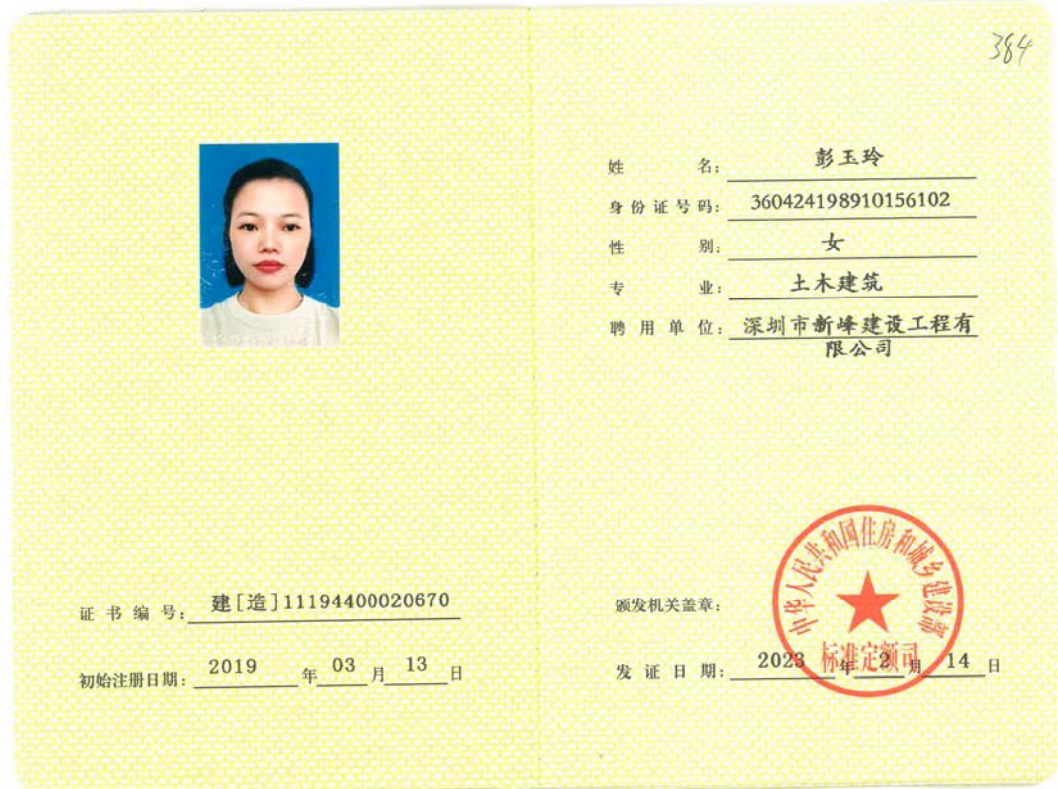 384
姓 名: 彭玉玲
身份证号码: 360424198910156102
性 别: 女
专 业: 土木建筑
聘用单位: 深圳市新峰建设工程有
限公司
证书编号: 建[造]11194400020670
初始注册日期: 2019 年 03 月 13 日
颁发机关盖章:
中华人民共和国住房和城乡建设部
标准定额司
发证日期: 2023 年 2 月 14 日